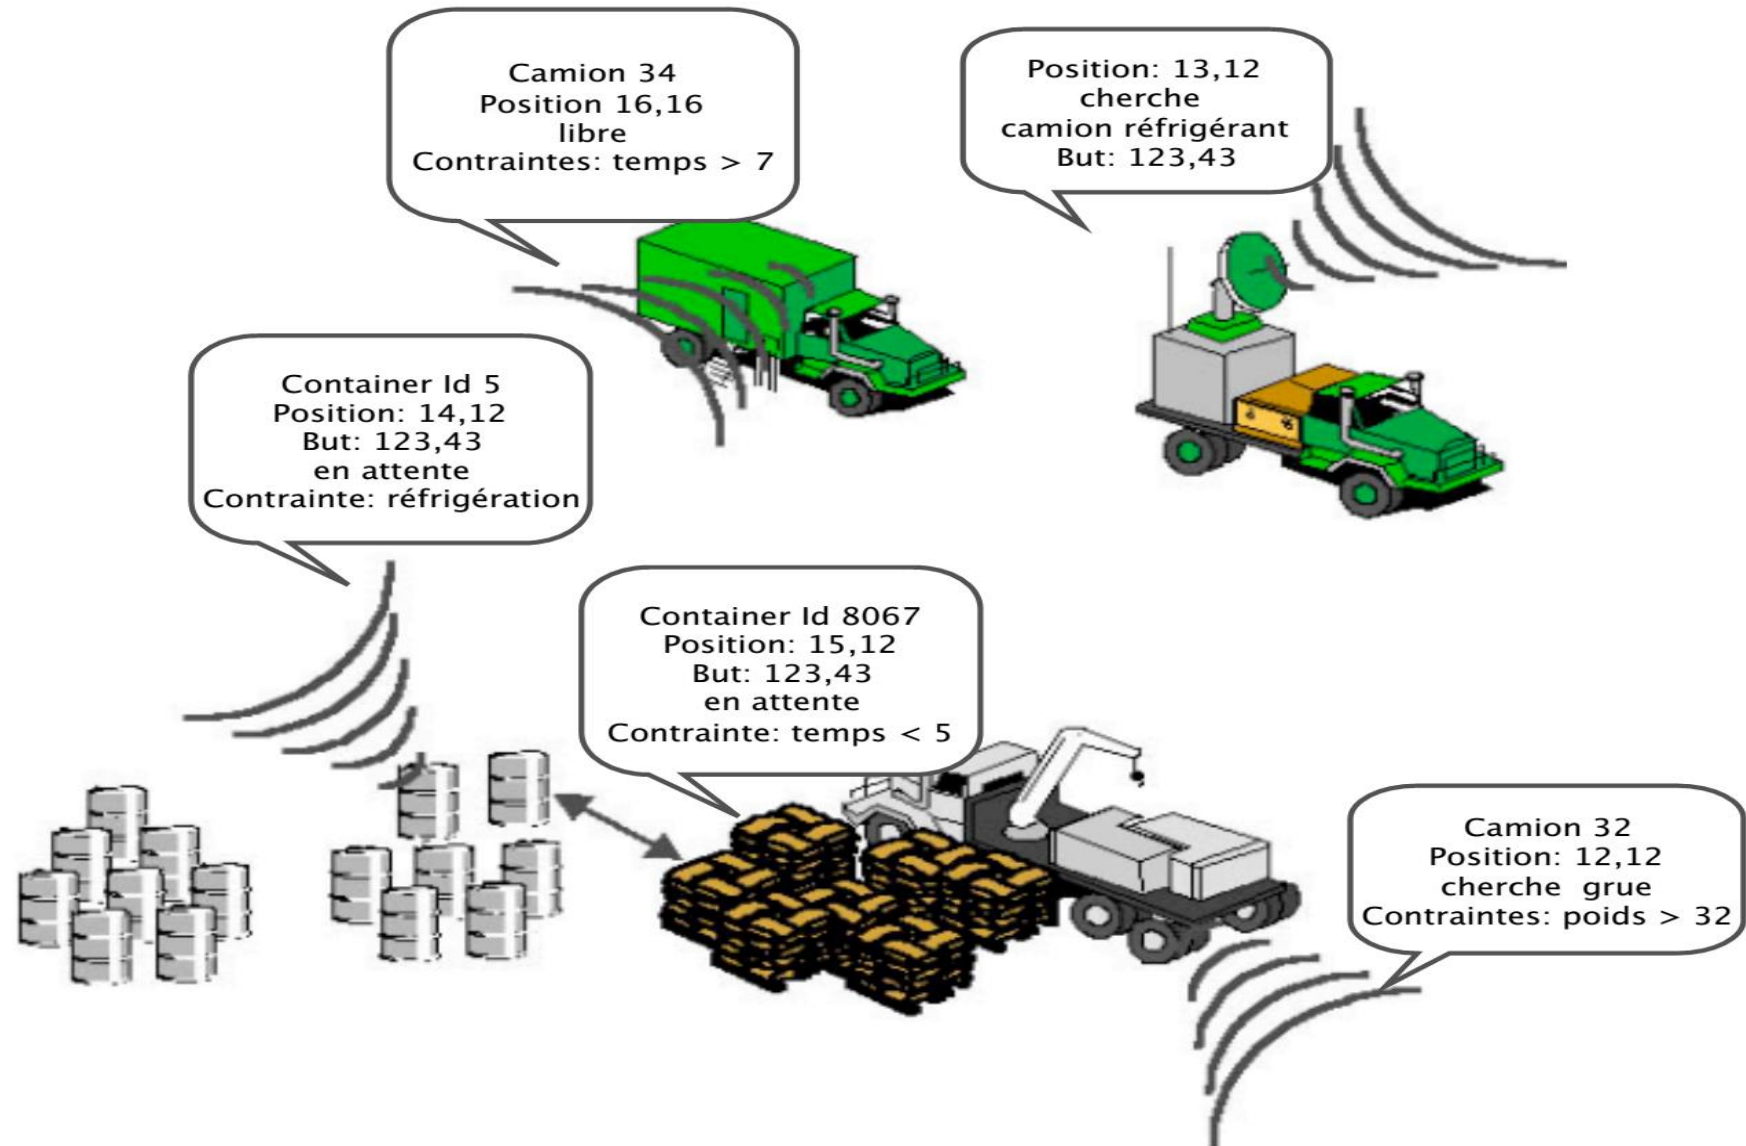 Camion 34
Position 16,16
libre
Contraintes: temps > 7
Position: 13,12
cherche
camion réfrigérant
But: 123,43
Container Id 5
Position: 14,12
But: 123,43
en attente
Contrainte: réfrigération
Container Id 8067
Position: 15,12
But: 123,43
en attente
Contrainte: temps < 5
Camion 32
Position: 12,12
cherche grue
Contraintes: poids > 32